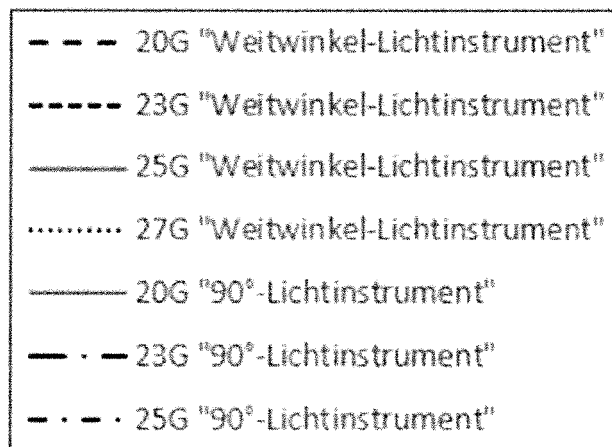 20G "Weitwinkel-Lichtinstrument"
23G "Weitwinkel-Lichtinstrument"
25G "Weitwinkel-Lichtinstrument"
27G "Weitwinkel-Lichtinstrument"
20G "90°-Lichtinstrument"
23G "90°-Lichtinstrument"
25G "90°-Lichtinstrument"